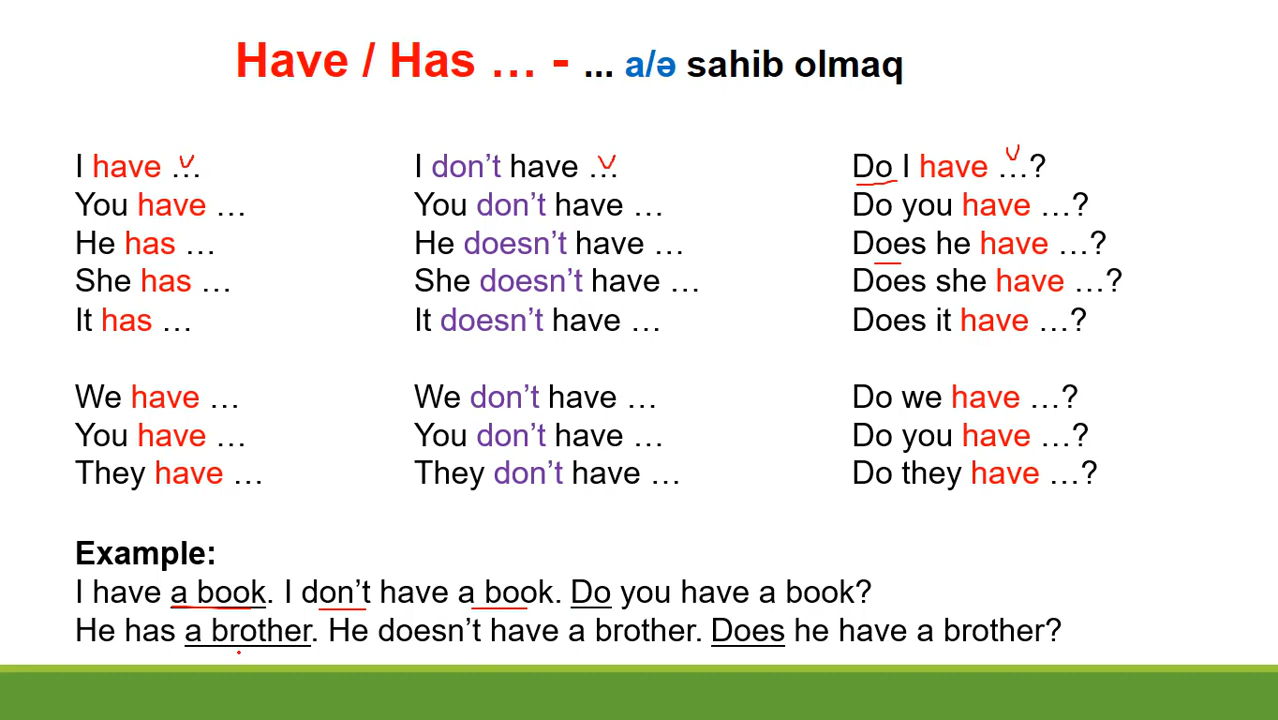 Have / Has … - ... a/ə sahib olmaq
I have …
You have …
He has …
She has …
It has …
We have …
You have …
They have …
I don’t have …
You don’t have …
He doesn’t have …
She doesn’t have …
It doesn’t have …
We don’t have …
You don’t have …
They don’t have …
Do I have …?
Do you have …?
Does he have …?
Does she have …?
Does it have …?
Do we have …?
Do you have …?
Do they have …?
Example:
I have a book. I don’t have a book. Do you have a book?
He has a brother. He doesn’t have a brother. Does he have a brother?